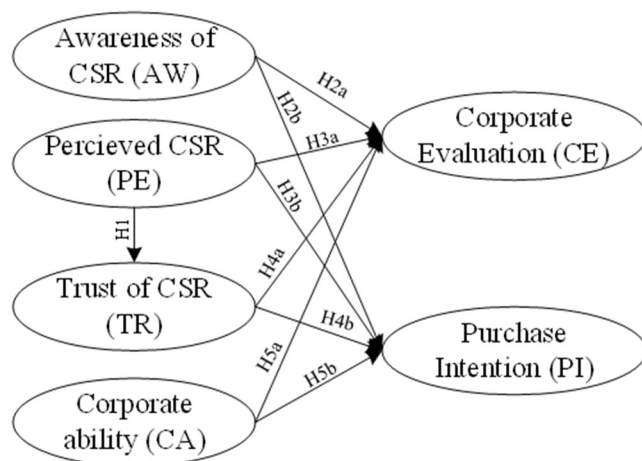 Awareness of
CSR (AW)
H2a
H2b
Corporate
Evaluation (CE)
Percieved CSR
(PE)
H3a
H3b
H1
H4a
Trust of CSR
(TR)
H4b
Purchase
Intention (PI)
H5a
H5b
Corporate
ability (CA)